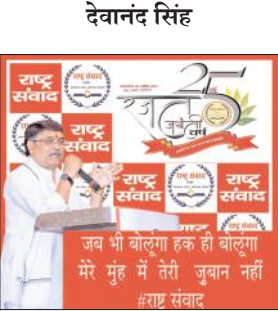 देवानंद सिंह
25
रजत
जयंती
वर्ष
राष्ट्र
संवाद
राष्ट्र संवाद
राष्ट्र
संवाद
राष्ट्र
संवाद
राष्ट्र संवाद
राष्ट्र
संवाद
जब भी बोलूंगा हक ही बोलूंगा
मेरे मुंह में तेरी जुबान नहीं
#राष्ट्र संवाद